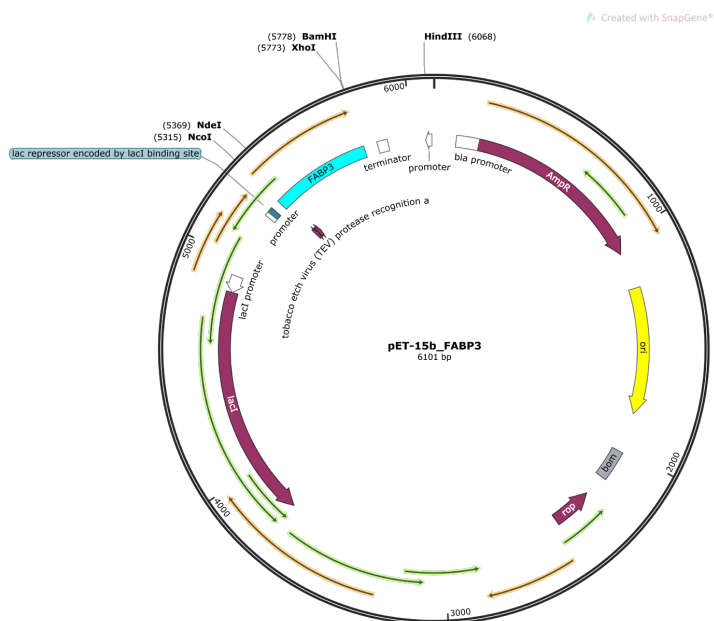 Created with SnapGene®
(5778) BamHI
(5773) XhoI
HindIII (6068)
6000
(5369) NdeI
(5315) NcoI
lac repressor encoded by lacI binding site
FABP3
terminator
promoter
bla promoter
AmpR
1000
promoter
tobacco etch virus (TEV) protease recognition a
5000
lacI promoter
pET-15b_FABP3
6101 bp
ori
lacI
bom
2000
rop
4000
3000